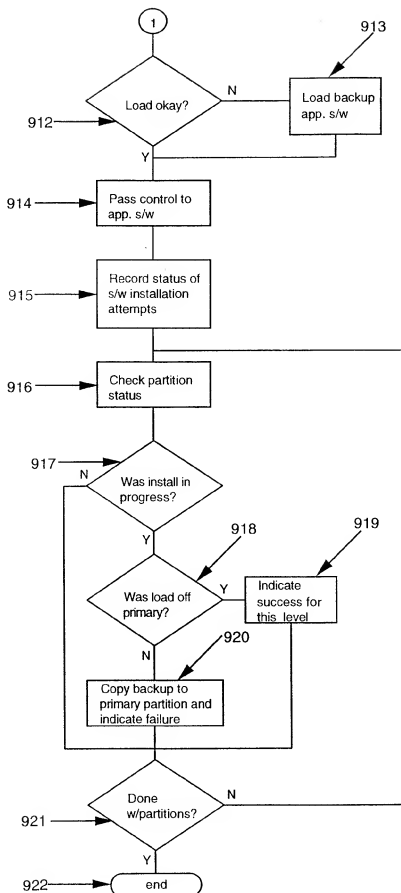 1
913
Load okay?
N
Load backup
app. s/w
912
Y
914
Pass control to
app. s/w
915
Record status of
s/w installation
attempts
916
Check partition
status
917
N
Was install in
progress?
Y
918
919
Was load off
primary?
Y
Indicate
success for
this level
N
920
Copy backup to
primary partition and
indicate failure
Done
w/partitions?
N
921
Y
922
end